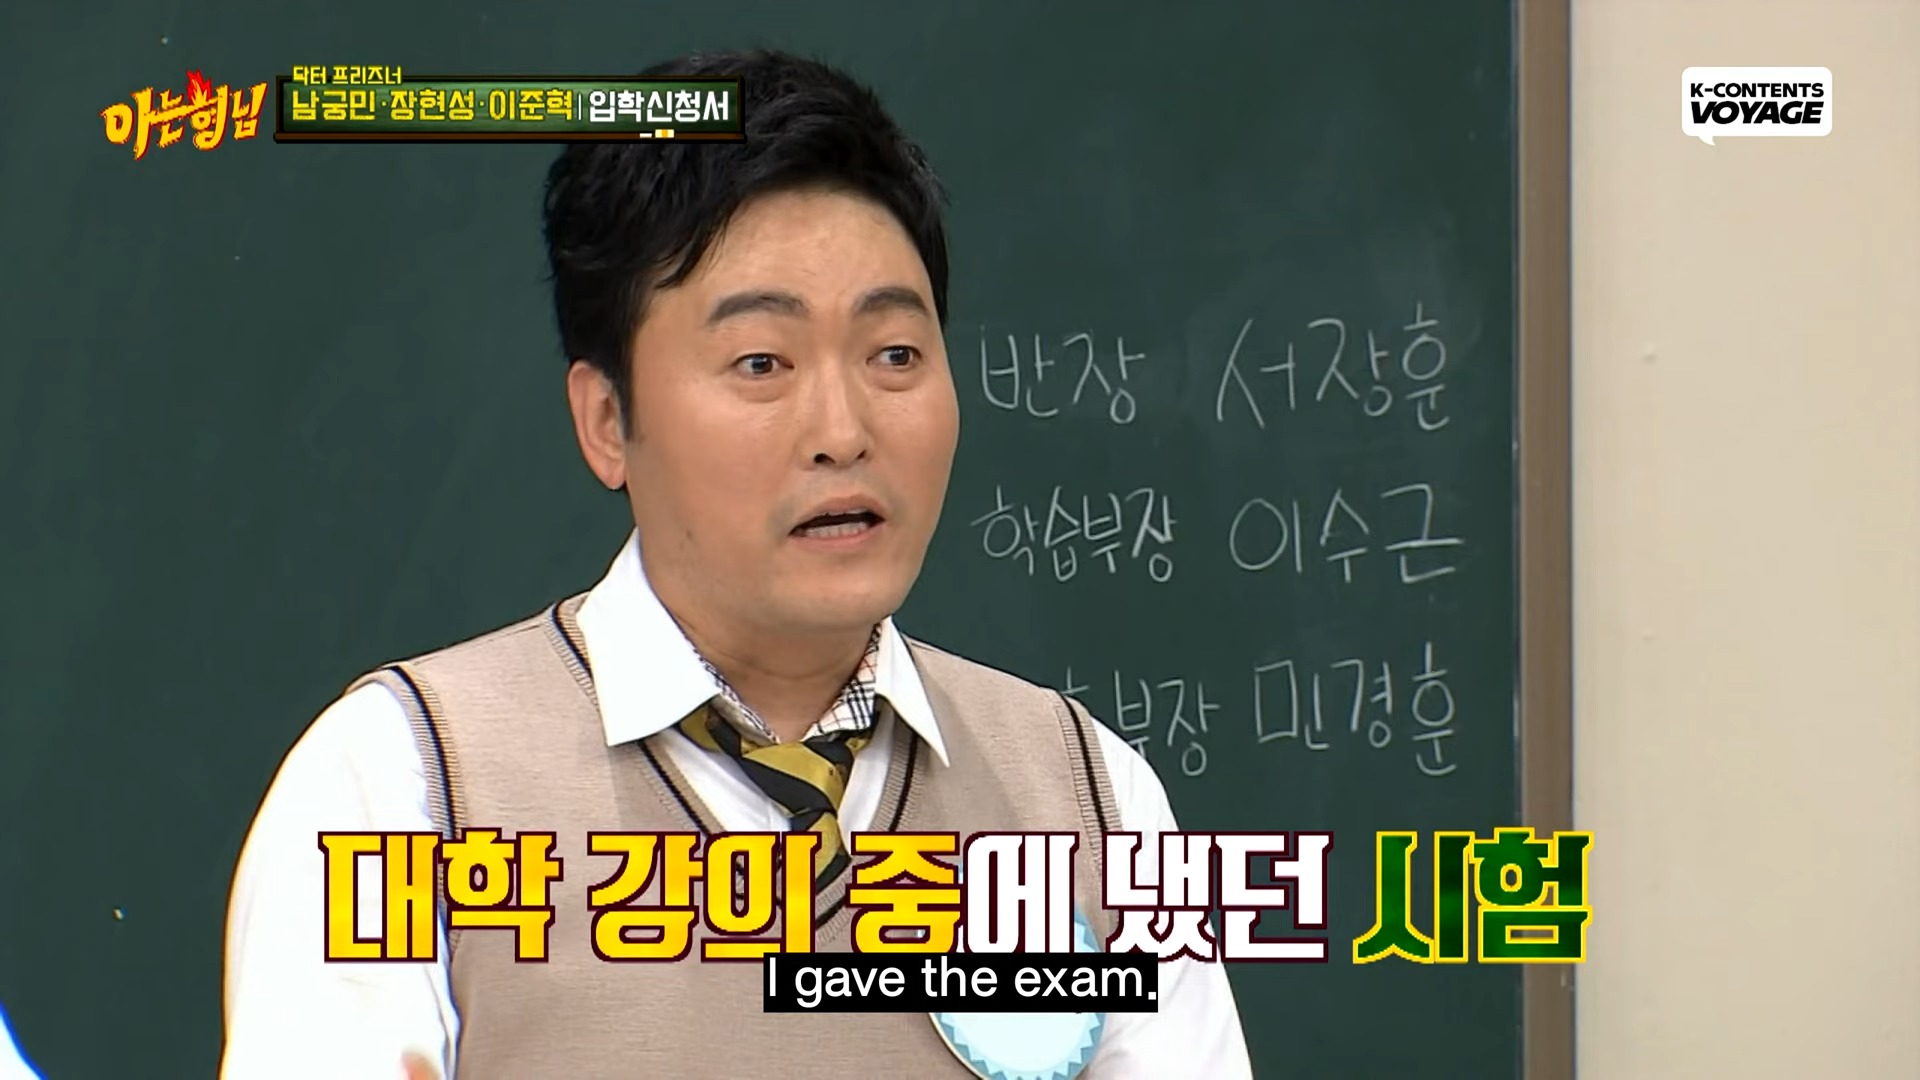 아는형님
닥터 프리즈너
남궁민·장현성·이준혁 | 입학신청서
K-CONTENTS
VOYAGE
반장 서장훈
학습부장 이수근
부장 민경훈
대학 강의 중에 냈던 시험
I gave the exam.